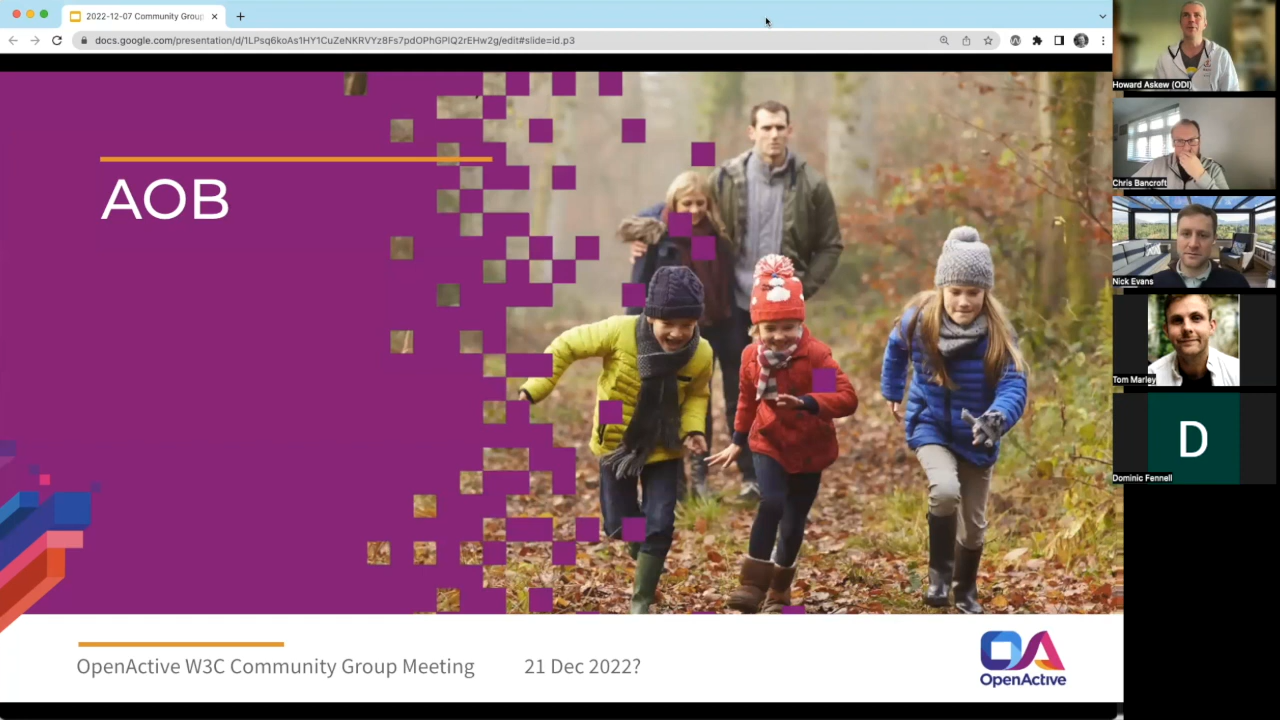 2022-12-07 Community Group
docs.google.com/presentation/d/1LPsq6koAs1HY1CuZeNKRVYz8Fs7pdOPhGPlQ2rEHw2g/edit#slide=id.p3
AOB
OpenActive W3C Community Group Meeting 21 Dec 2022?
OA
OpenActive
Howard Askew (ODI)
Chris Bancroft
Nick Evans
Tom Marley
D
Dominic Fennell